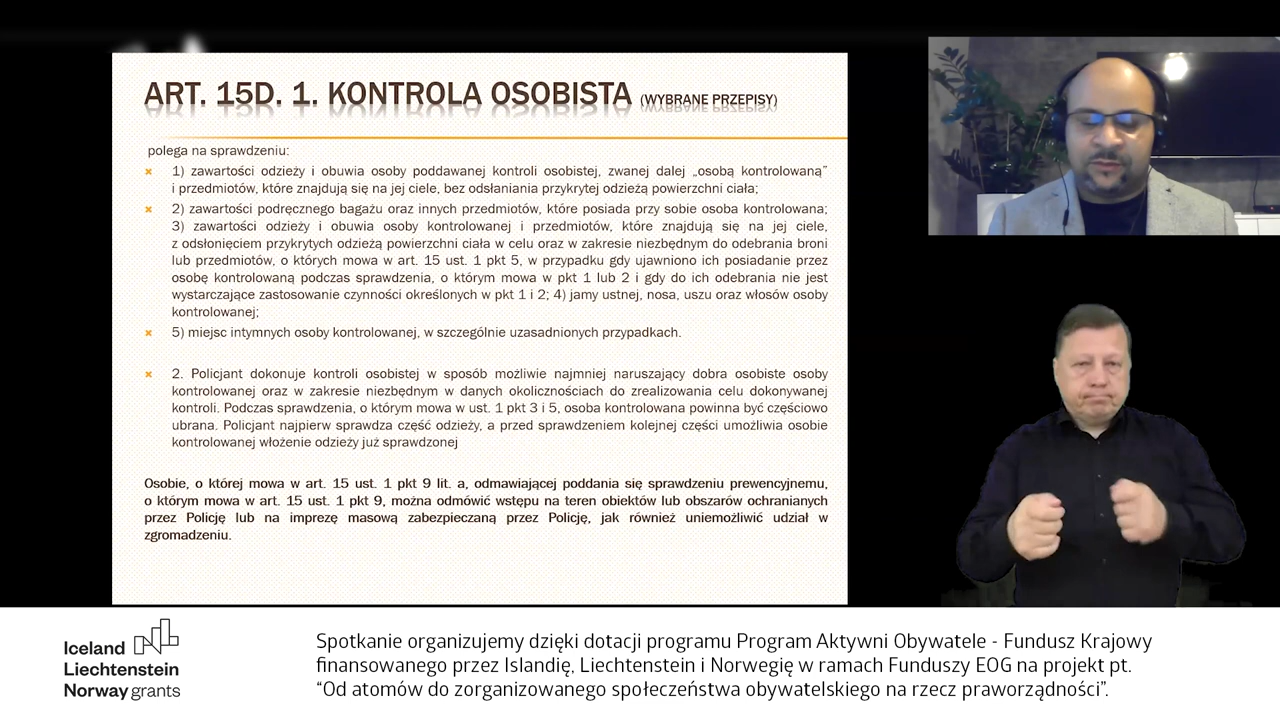 ART. 15D. 1. KONTROLA OSOBISTA (WYBRANE PRZEPISY)
polega na sprawdzeniu:
1) zawartości odzieży i obuwia osoby poddawanej kontroli osobistej, zwanej dalej „osobą kontrolowaną”
i przedmiotów, które znajdują się na jej ciele, bez odsłaniania przykrytej odzieżą powierzchni ciała;
2) zawartości podręcznego bagażu oraz innych przedmiotów, które posiada przy sobie osoba kontrolowana;
3) zawartości odzieży i obuwia osoby kontrolowanej i przedmiotów, które znajdują się na jej ciele,
z odsłonięciem przykrytych odzieżą powierzchni ciała w celu oraz w zakresie niezbędnym do odebrania broni
lub przedmiotów, o których mowa w art. 15 ust. 1 pkt 5, w przypadku gdy ujawniono ich posiadanie przez
osobę kontrolowaną podczas sprawdzenia, o którym mowa w pkt 1 lub 2 i gdy do ich odebrania nie jest
wystarczające zastosowanie czynności określonych w pkt 1 i 2; 4) jamy ustnej, nosa, uszu oraz włosów osoby
kontrolowanej;
5) miejsc intymnych osoby kontrolowanej, w szczególnie uzasadnionych przypadkach.
2. Policjant dokonuje kontroli osobistej w sposób możliwie najmniej naruszający dobra osobiste osoby
kontrolowanej oraz w zakresie niezbędnym w danych okolicznościach do zrealizowania celu dokonywanej
kontroli. Podczas sprawdzenia, o którym mowa w ust. 1 pkt 3 i 5, osoba kontrolowana powinna być częściowo
ubrana. Policjant najpierw sprawdza część odzieży, a przed sprawdzeniem kolejnej części umożliwia osobie
kontrolowanej włożenie odzieży już sprawdzonej
Osobie, o której mowa w art. 15 ust. 1 pkt 9 lit. a, odmawiającej poddania się sprawdzeniu prewencyjnemu,
o którym mowa w art. 15 ust. 1 pkt 9, można odmówić wstępu na teren obiektów lub obszarów ochranianych
przez Policję lub na imprezę masową zabezpieczaną przez Policję, jak również uniemożliwić udział w
zgromadzeniu.
Iceland
Liechtenstein
Norway grants
Spotkanie organizujemy dzięki dotacji programu Program Aktywni Obywatele - Fundusz Krajowy
finansowanego przez Islandię, Liechtenstein i Norwegię w ramach Funduszy EOG na projekt pt.
“Od atomów do zorganizowanego społeczeństwa obywatelskiego na rzecz praworządności”.